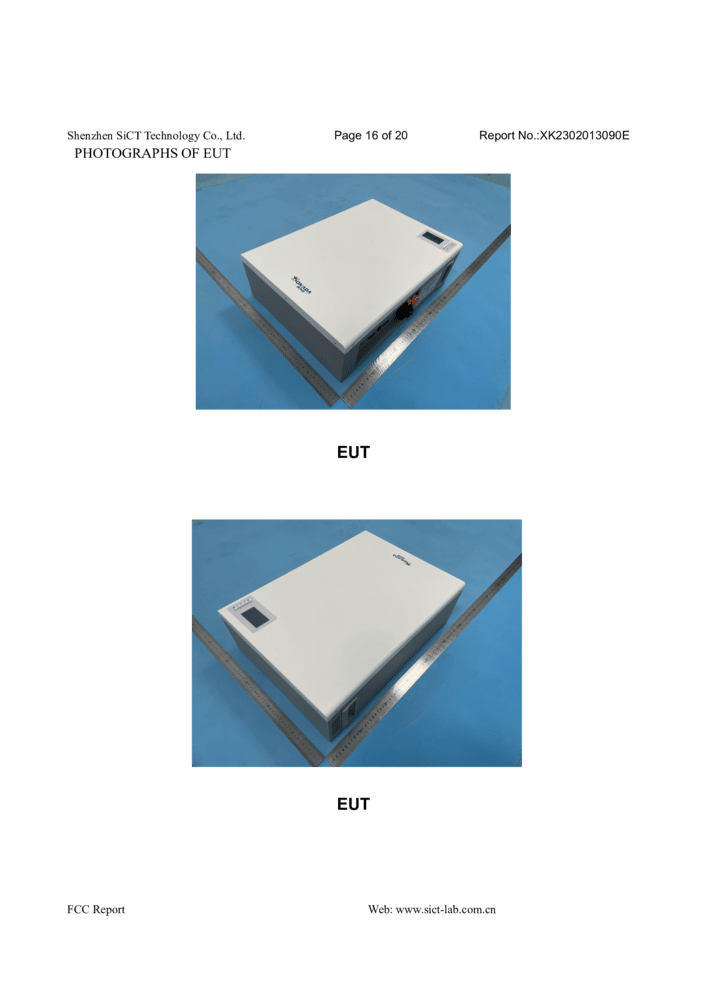 Shenzhen SiCT Technology Co., Ltd. Page 16 of 20 Report No.:XK2302013090E
PHOTOGRAPHS OF EUT
EUT
EUT
FCC Report Web: www.sict-lab.com.cn